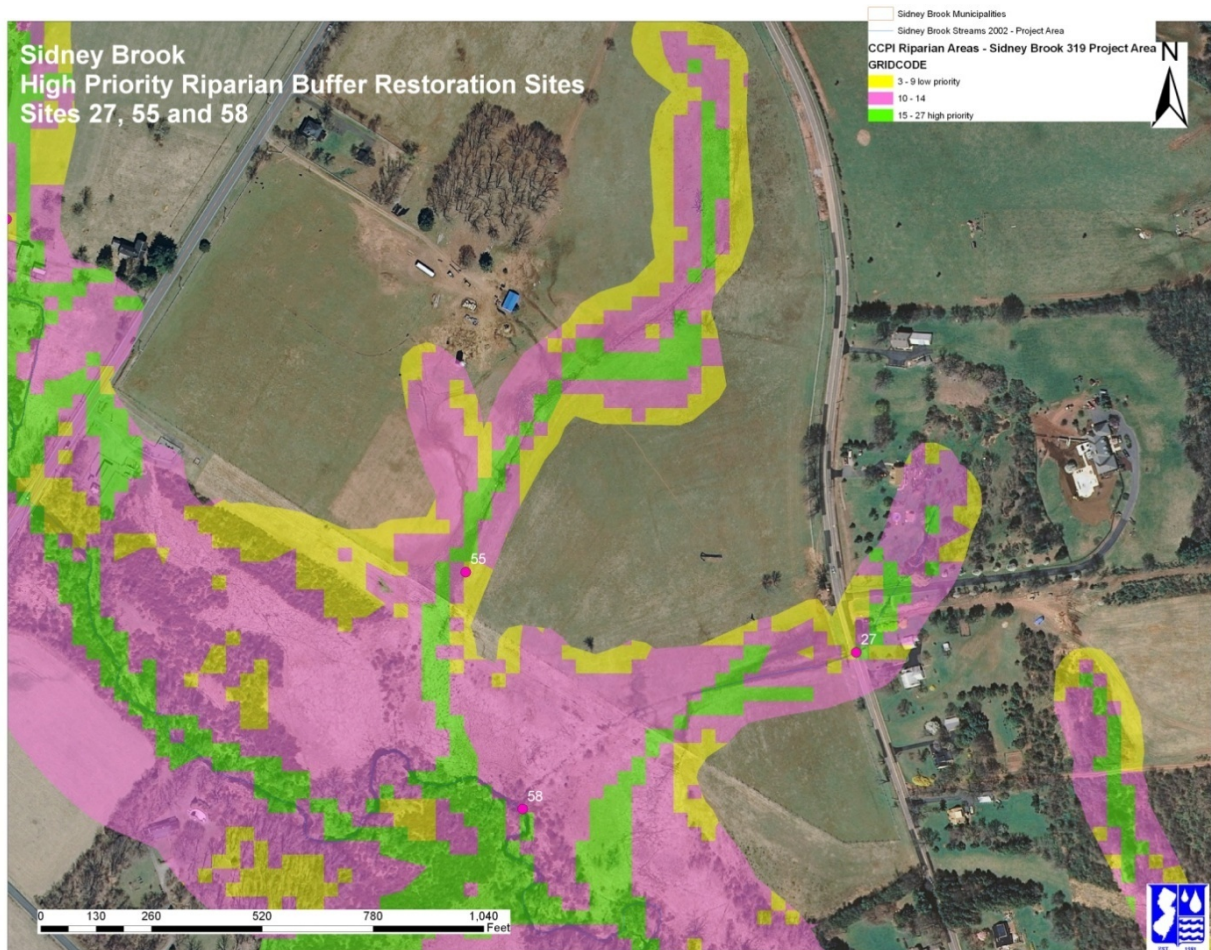 Sidney Brook
High Priority Riparian Buffer Restoration Sites
Sites 27, 55 and 58
Sidney Brook Municipalities
Sidney Brook Streams 2002 - Project Area
CCPI Riparian Areas - Sidney Brook 319 Project Area
GRIDCODE
3 - 9 low priority
10 - 14
15 - 27 high priority
N
55
27
58
0 130 260 520 780 1,040
Feet